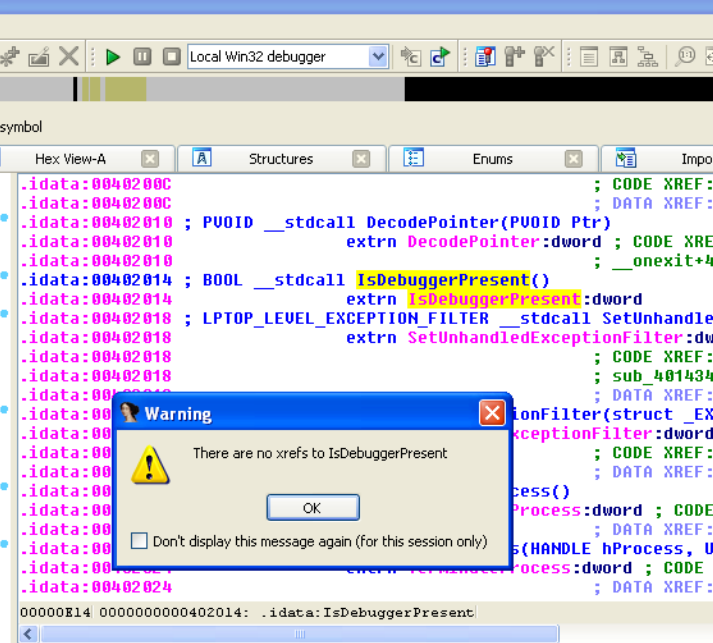 Local Win32 debugger
symbol
Hex View-A Structures Enums Impo
.idata:0040200C ; CODE XREF:
.idata:0040200C ; DATA XREF:
.idata:00402010 ; PVOID __stdcall DecodePointer(PVOID Ptr)
.idata:00402010 extrn DecodePointer:dword ; CODE XRE
.idata:00402010 ; __onexit+4
.idata:00402014 ; BOOL __stdcall IsDebuggerPresent()
.idata:00402014 extrn IsDebuggerPresent:dword
.idata:00402018 ; LPTOP_LEVEL_EXCEPTION_FILTER __stdcall SetUnhandle
.idata:00402018 extrn SetUnhandledExceptionFilter:dw
.idata:00402018 ; CODE XREF:
.idata:00402018 ; sub_401434
; DATA XREF:
.idata:00 ionFilter(struct _EX
.idata:00 xceptionFilter:dword
.idata:00 ; CODE XREF:
.idata:00 ; DATA XREF:
.idata:00 cess()
.idata:00 Process:dword ; CODE
.idata:00 ; DATA XREF:
.idata:00 s(HANDLE hProcess, U
Process:dword ; CODE
.idata:00402024 ; DATA XREF:
Warning
There are no xrefs to IsDebuggerPresent
OK
Don't display this message again (for this session only)
00000E14 0000000000402014: .idata:IsDebuggerPresent